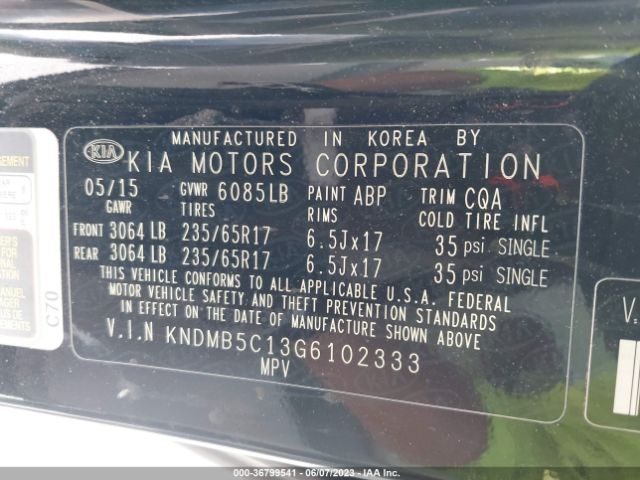 MANUFACTURED IN KOREA BY
KIA KIA MOTORS CORPORATION
05/15 GVWR 6085LB PAINT ABP TRIM CQA
GAWR TIRES RIMS COLD TIRE INFL
FRONT 3064 LB 235/65R17 6.5Jx17 35 psi SINGLE
REAR 3064 LB 235/65R17 6.5Jx17 35 psi SINGLE
THIS VEHICLE CONFORMS TO ALL APPLICABLE U.S.A. FEDERAL
MOTOR VEHICLE SAFETY AND THEFT PREVENTION STANDARDS
IN EFFECT ON THE DATE OF MANUFACTURE SHOWN ABOVE
V.I.N KNDMB5C13G6102333
MPV
C70
V.
000-36799541 - 06/07/2023 - IAA Inc.